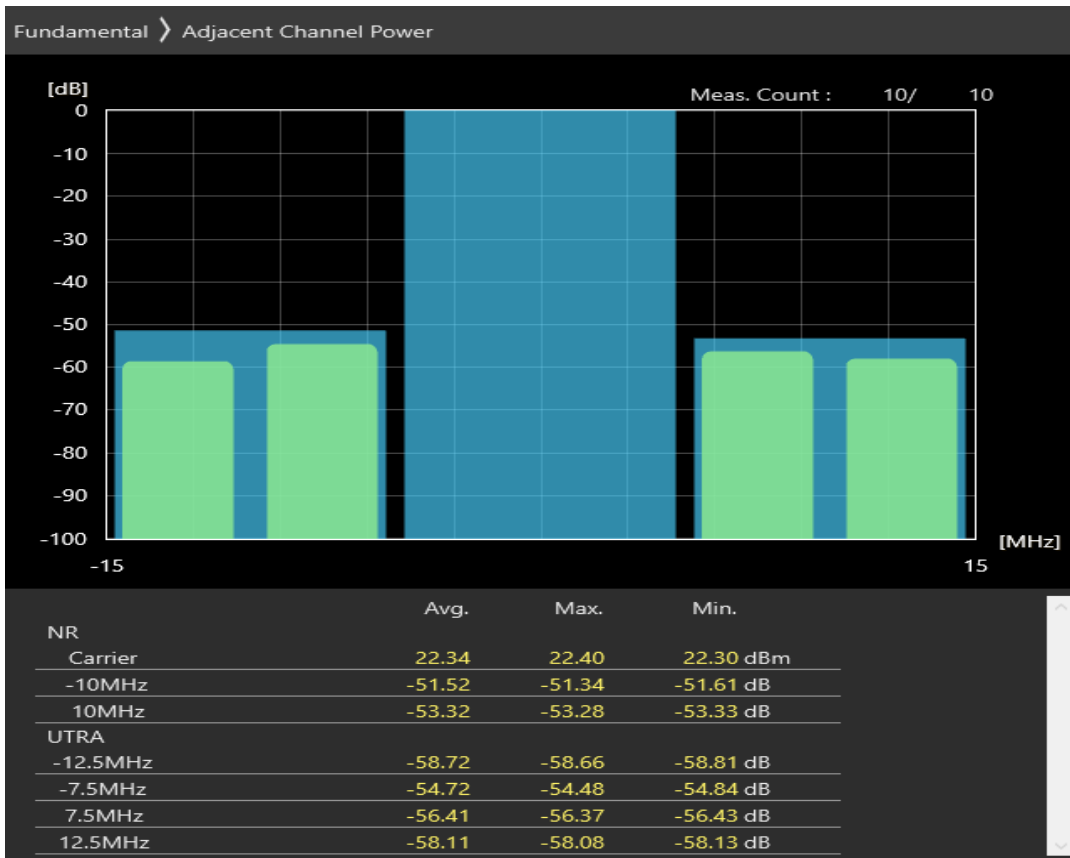 Fundamental 》 Adjacent Channel Power
[dB]
Meas. Count : 10/ 10
0
-10
-20
-30
-40
-50
-60
-70
-80
-90
-100
[MHz]
-15 15
Avg. Max. Min.
NR
Carrier 22.34 22.40 22.30 dBm
-10MHz -51.52 -51.34 -51.61 dB
10MHz -53.32 -53.28 -53.33 dB
UTRA
-12.5MHz -58.72 -58.66 -58.81 dB
-7.5MHz -54.72 -54.48 -54.84 dB
7.5MHz -56.41 -56.37 -56.43 dB
12.5MHz -58.11 -58.08 -58.13 dB